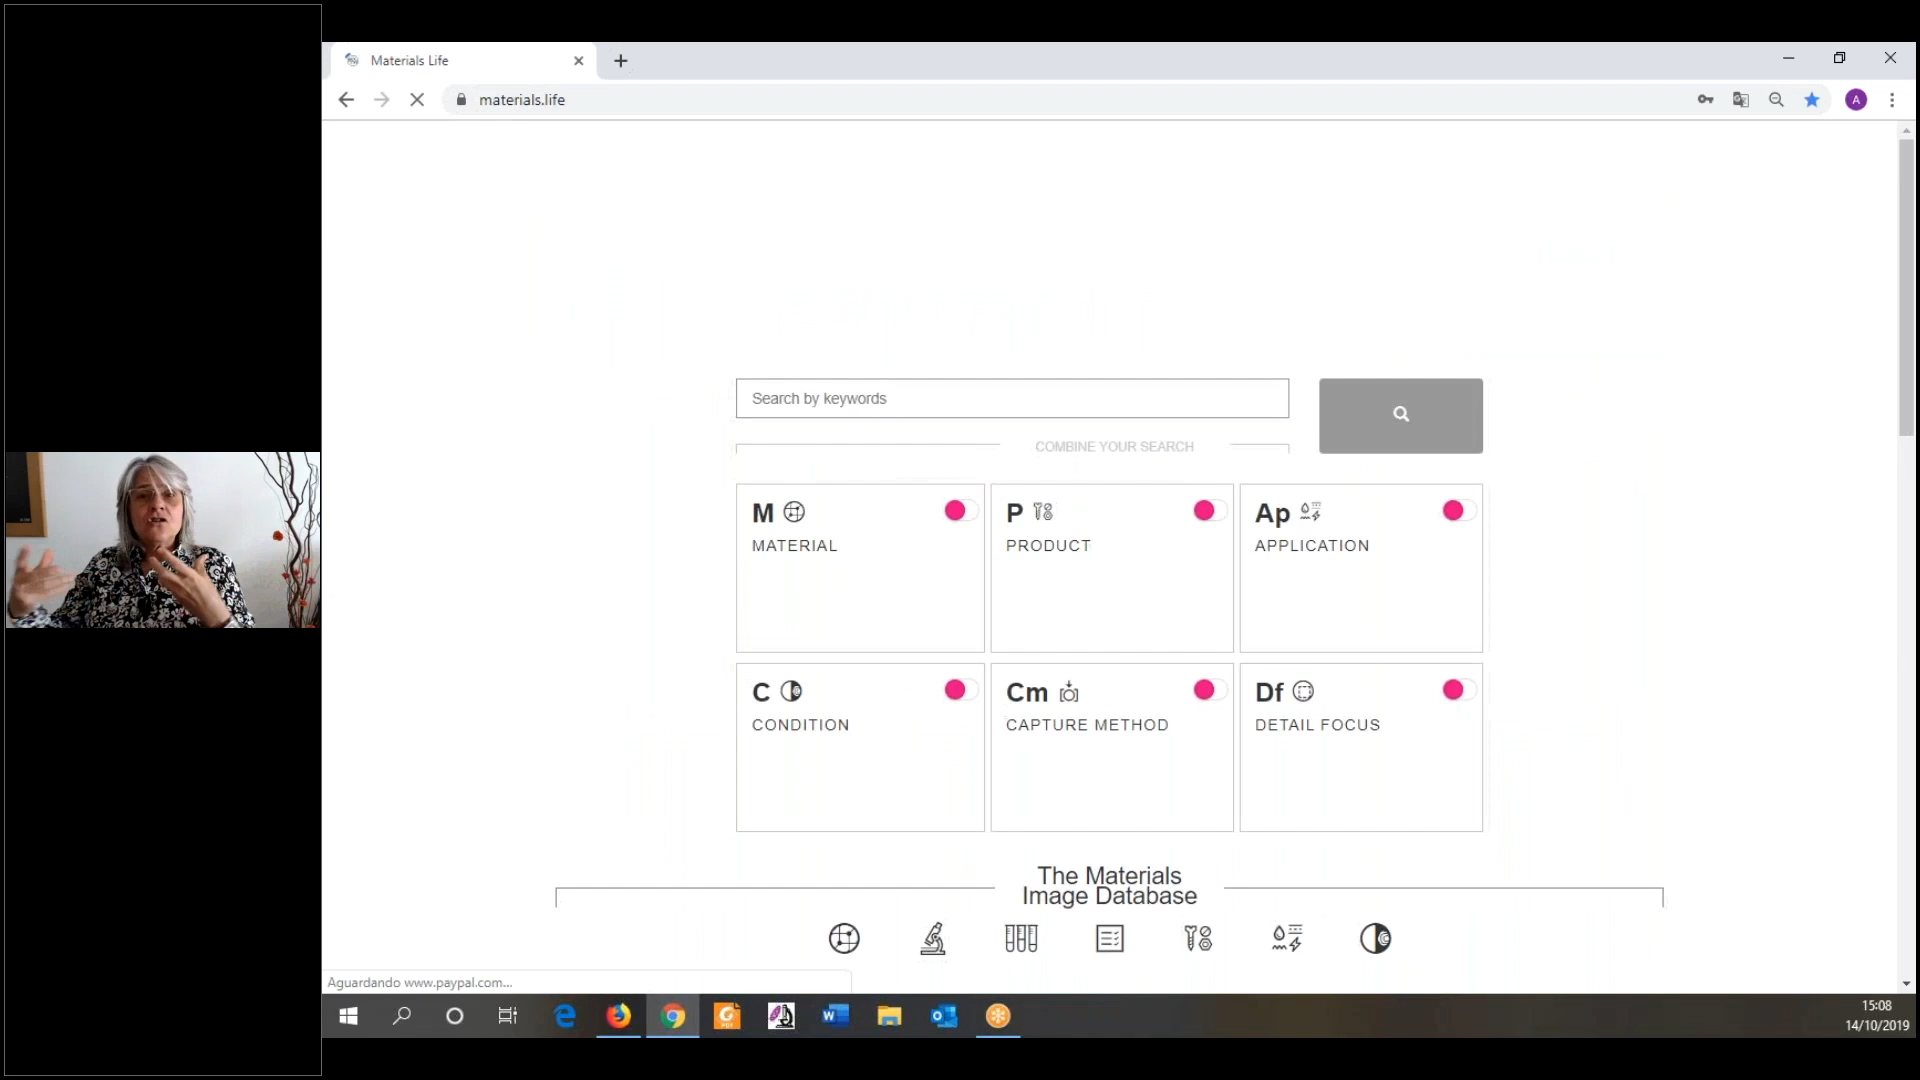 Materials Life
materials.life
A
Search by keywords
COMBINE YOUR SEARCH
M
MATERIAL
P
PRODUCT
Ap
APPLICATION
C
CONDITION
Cm
CAPTURE METHOD
Df
DETAIL FOCUS
The Materials
Image Database
Aguardando www.paypal.com...
15:08
14/10/2019